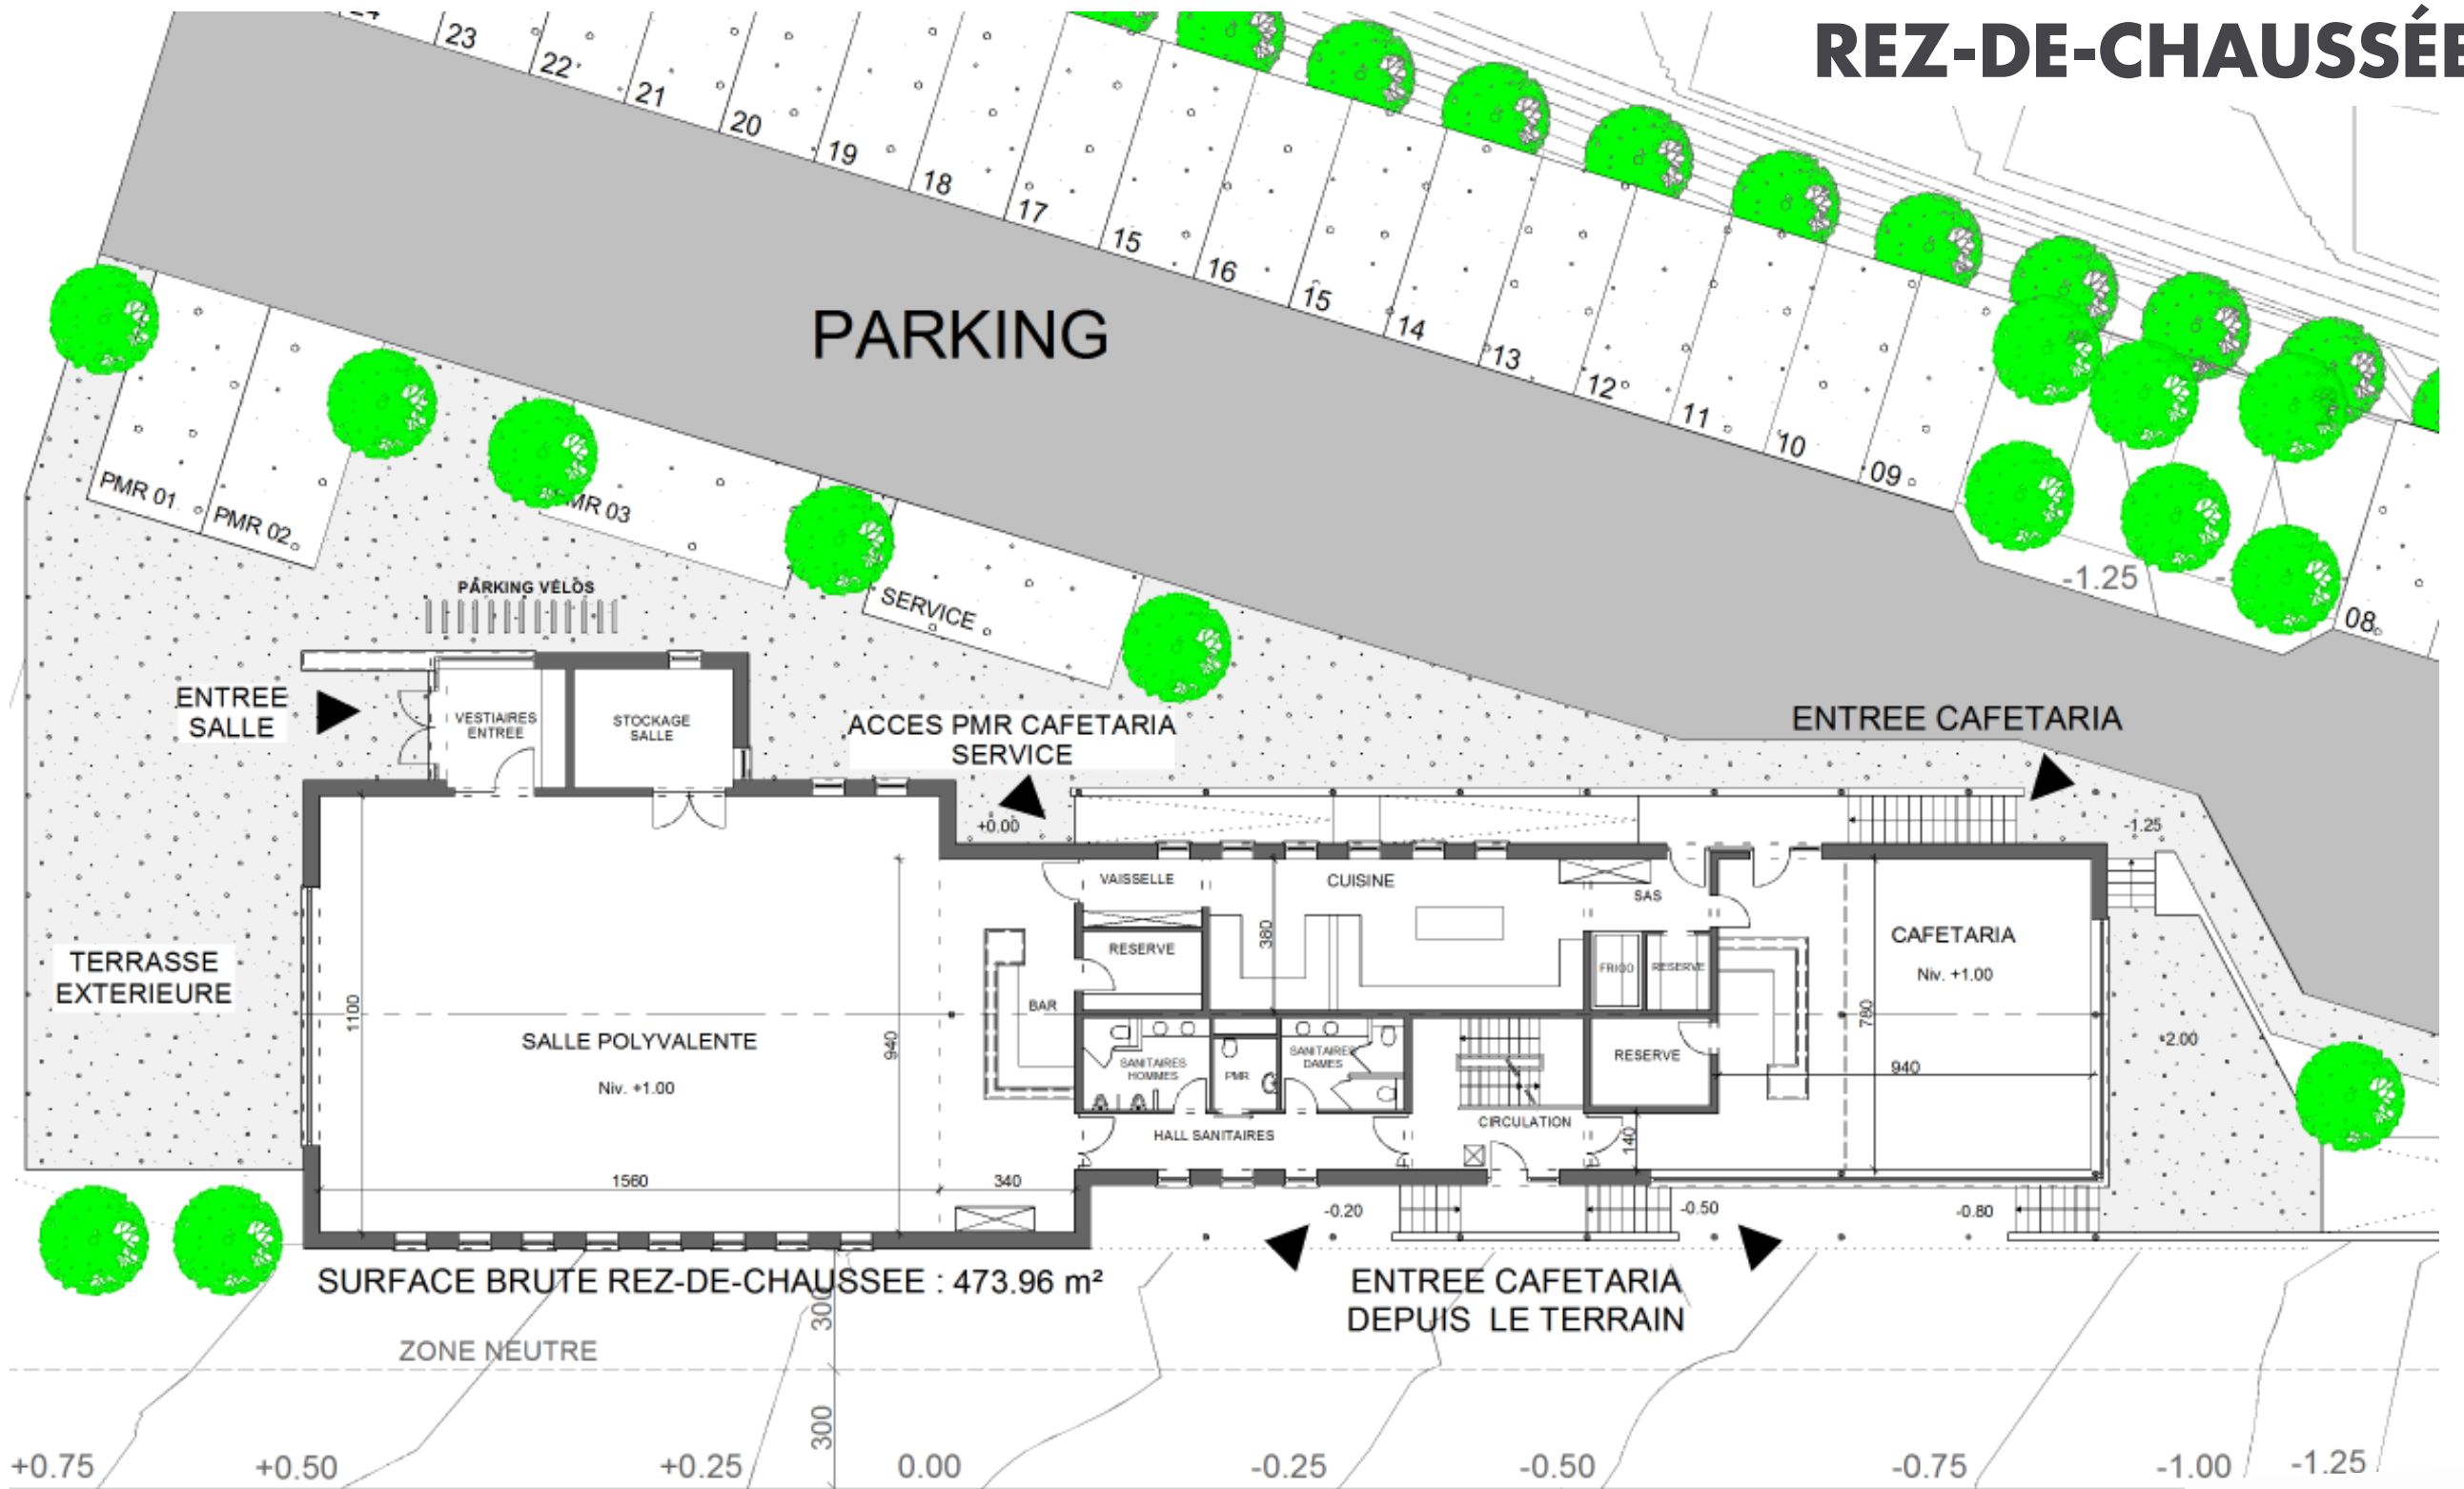 REZ-DE-CHAUSSÉE
23
22
21
20
19
18
17
15
16
15
14
13
12
11
10
09
08
PARKING
PMR 01
PMR 02
MR 03
SERVICE
-1.25
PARKING VÉLOS
ENTREE
SALLE
VESTIAIRES
ENTREE
STOCKAGE
SALLE
ACCES PMR CAFETARIA
SERVICE
ENTREE CAFETARIA
+0.00
-1.25
VAISSELLE
CUISINE
SAS
CAFETARIA
Niv. +1.00
RESERVE
380
FRIGO
RESERVE
TERRASSE
EXTERIEURE
1100
BAR
940
780
SALLE POLYVALENTE
Niv. +1.00
SANITAIRES
HOMMES
PMR
SANITAIRES
DAMES
RESERVE
940
+2.00
HALL SANITAIRES
CIRCULATION
140
1560
340
-0.20
-0.50
-0.80
SURFACE BRUTE REZ-DE-CHAUSSEE : 473.96 m²
ENTREE CAFETARIA
DEPUIS LE TERRAIN
300
ZONE NEUTRE
300
+0.75
+0.50
+0.25
0.00
-0.25
-0.50
-0.75
-1.00
-1.25